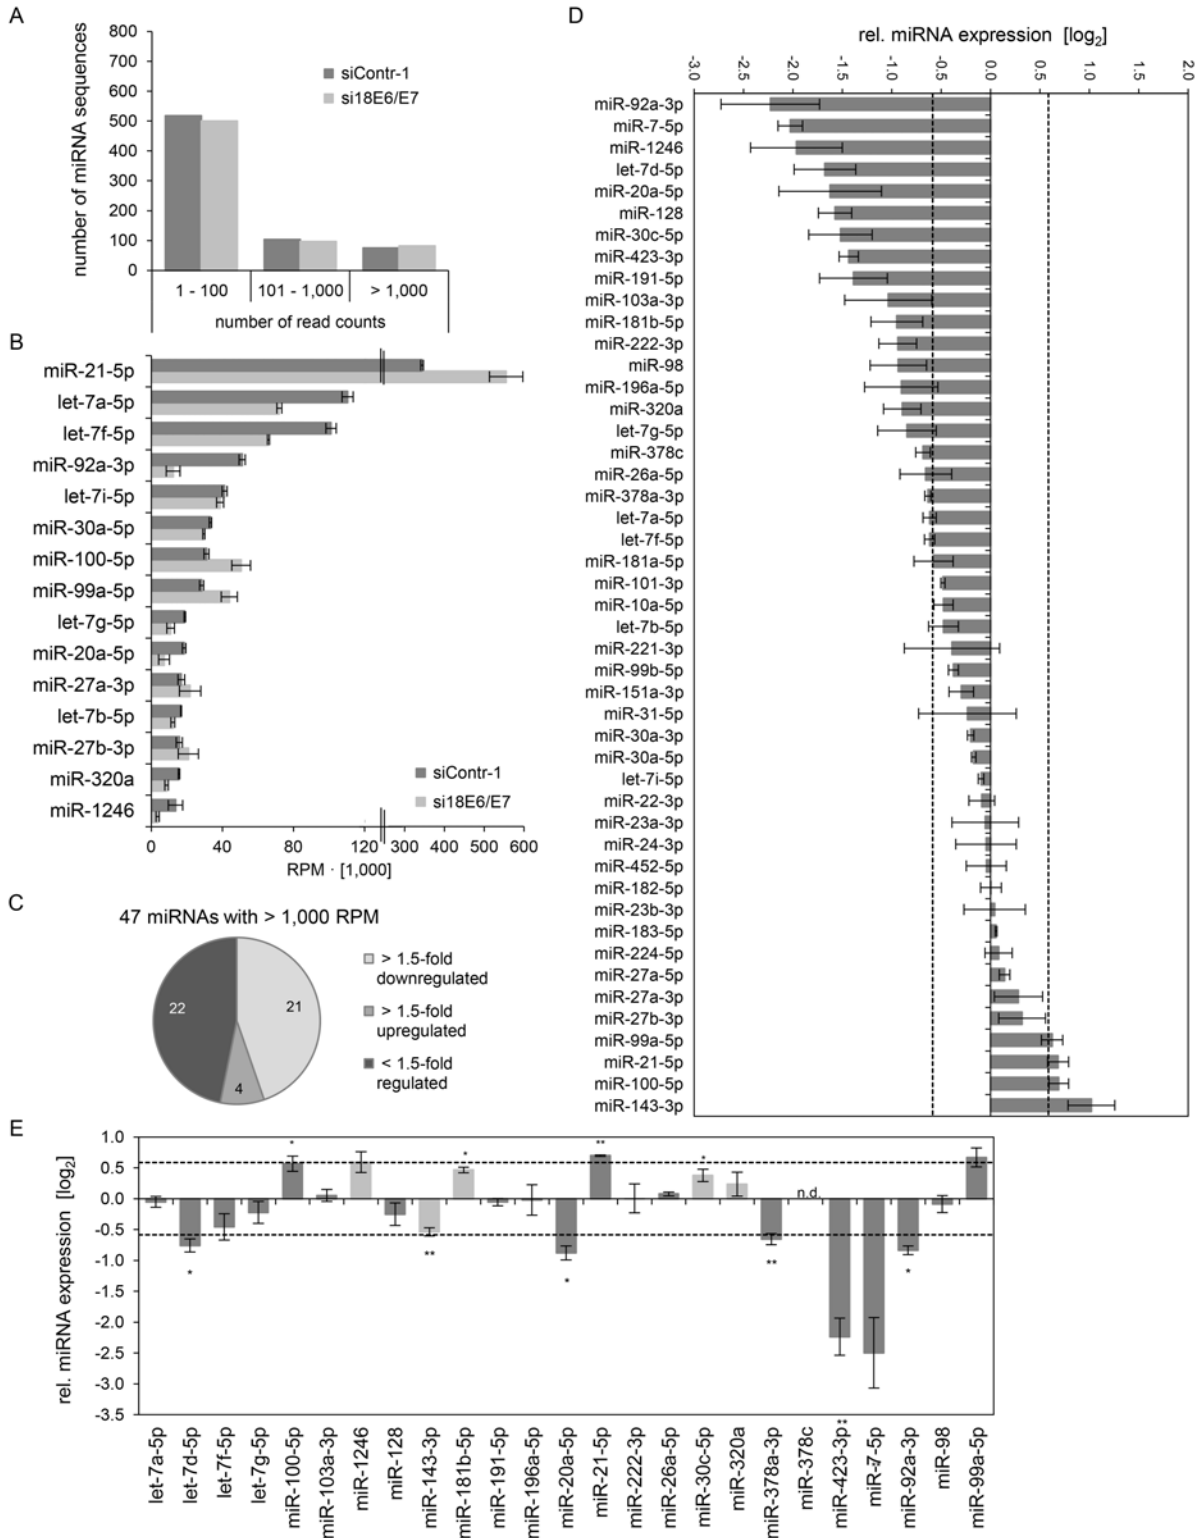 A
number of miRNA sequences
800
700
600
500
400
300
200
100
0
siContr-1
si18E6/E7
1 - 100
101 - 1,000
> 1,000
number of read counts
B
miR-21-5p
let-7a-5p
let-7f-5p
miR-92a-3p
let-7i-5p
miR-30a-5p
miR-100-5p
miR-99a-5p
let-7g-5p
miR-20a-5p
miR-27a-3p
let-7b-5p
miR-27b-3p
miR-320a
miR-1246
siContr-1
si18E6/E7
0 40 80 120 300 400 500 600
RPM · [1,000]
C
47 miRNAs with > 1,000 RPM
22
21
4
> 1.5-fold
downregulated
> 1.5-fold
upregulated
< 1.5-fold
regulated
D
rel. miRNA expression [log2]
-3.0 -2.5 -2.0 -1.5 -1.0 -0.5 0.0 0.5 1.0 1.5 2.0
miR-92a-3p
miR-7-5p
miR-1246
let-7d-5p
miR-20a-5p
miR-128
miR-30c-5p
miR-423-3p
miR-191-5p
miR-103a-3p
miR-181b-5p
miR-222-3p
miR-98
miR-196a-5p
miR-320a
let-7g-5p
miR-378c
miR-26a-5p
miR-378a-3p
let-7a-5p
let-7f-5p
miR-181a-5p
miR-101-3p
miR-10a-5p
let-7b-5p
miR-221-3p
miR-99b-5p
miR-151a-3p
miR-31-5p
miR-30a-3p
miR-30a-5p
let-7i-5p
miR-22-3p
miR-23a-3p
miR-24-3p
miR-452-5p
miR-182-5p
miR-23b-3p
miR-183-5p
miR-224-5p
miR-27a-5p
miR-27a-3p
miR-27b-3p
miR-99a-5p
miR-21-5p
miR-100-5p
miR-143-3p
E
rel. miRNA expression [log2]
1.0
0.5
0.0
-0.5
-1.0
-1.5
-2.0
-2.5
-3.0
-3.5
* * ** * n.d.
* ** * ** ** *
let-7a-5p
let-7d-5p
let-7f-5p
let-7g-5p
miR-100-5p
miR-103a-3p
miR-1246
miR-128
miR-143-3p
miR-181b-5p
miR-191-5p
miR-196a-5p
miR-20a-5p
miR-21-5p
miR-222-3p
miR-26a-5p
miR-30c-5p
miR-320a
miR-378a-3p
miR-378c
miR-423-3p
miR-7-5p
miR-92a-3p
miR-98
miR-99a-5p